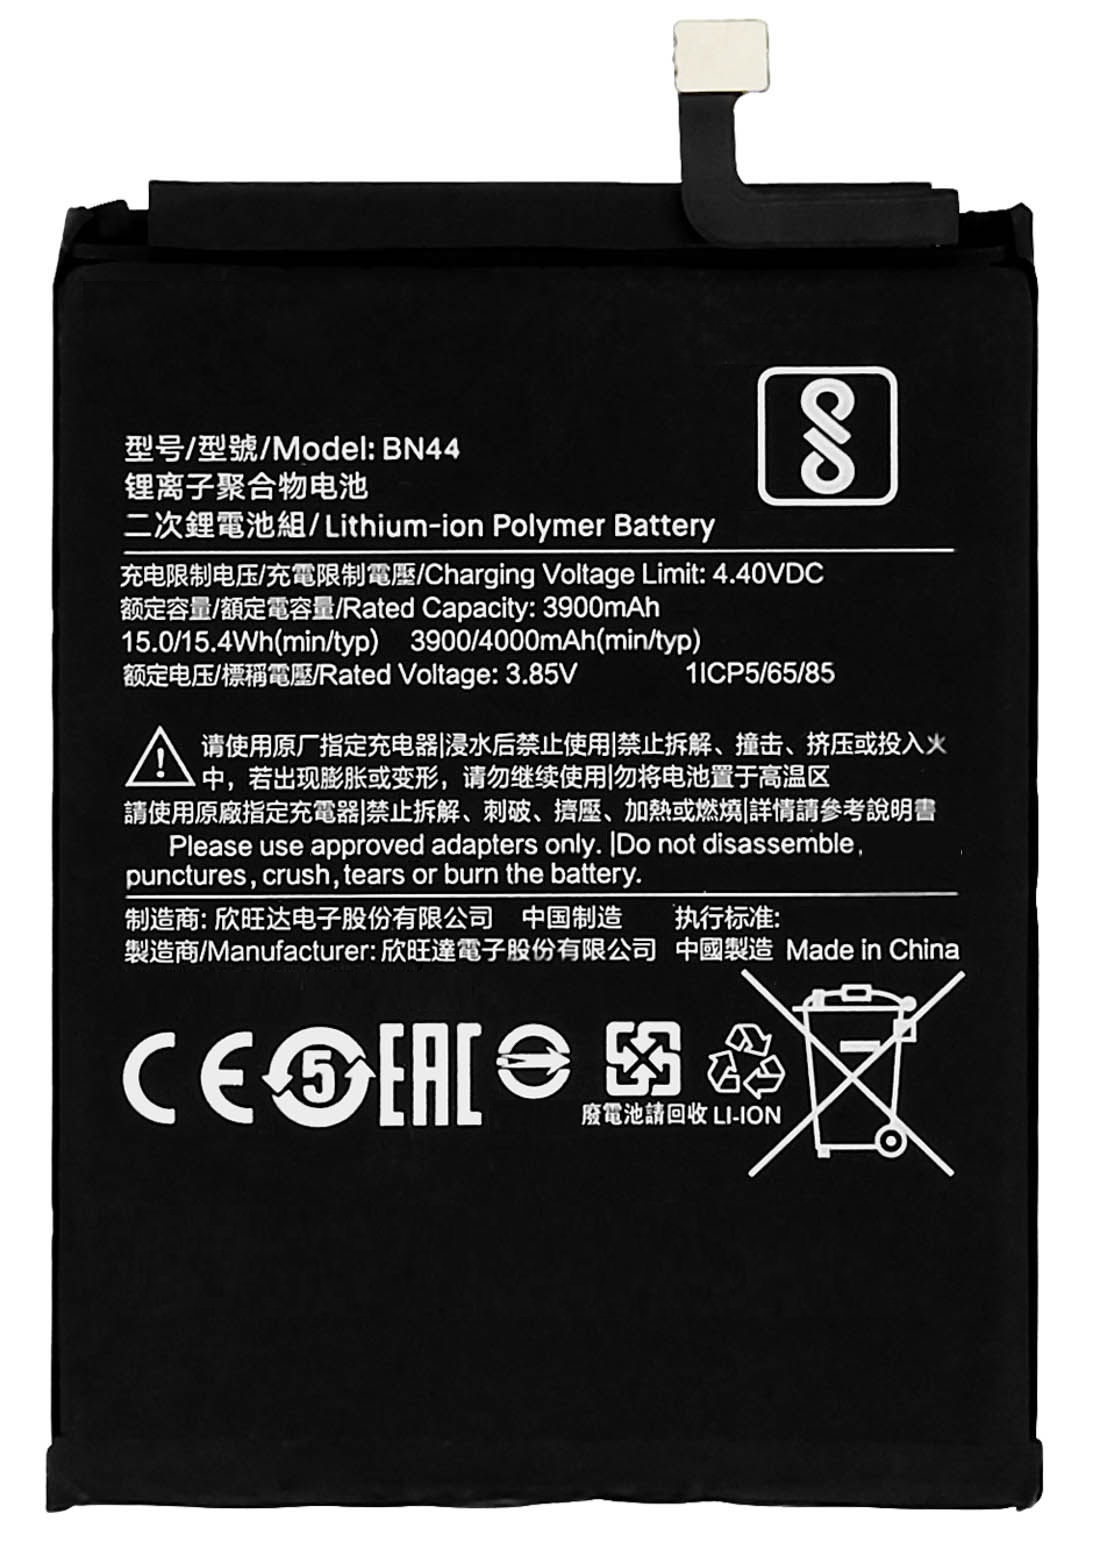 型号/型號/Model: BN44
锂离子聚合物电池
二次鋰電池組/Lithium-ion Polymer Battery
充电限制电压/充電限制電壓/Charging Voltage Limit: 4.40VDC
额定容量/額定電容量/Rated Capacity: 3900mAh
15.0/15.4Wh(min/typ) 3900/4000mAh(min/typ)
额定电压/標稱電壓/Rated Voltage: 3.85V 1ICP5/65/85
请使用原厂指定充电器|浸水后禁止使用|禁止拆解、撞击、挤压或投入火
中，若出现膨胀或变形，请勿继续使用|勿将电池置于高温区
請使用原廠指定充電器|禁止拆解、刺破、擠壓、加熱或燃燒|詳情請參考說明書
Please use approved adapters only. |Do not disassemble,
punctures, crush, tears or burn the battery.
制造商: 欣旺达电子股份有限公司 中国制造 执行标准:
製造商/Manufacturer: 欣旺達電子股份有限公司 中國製造 Made in China
CE 5 EAC
廢電池請回收 LI-ION